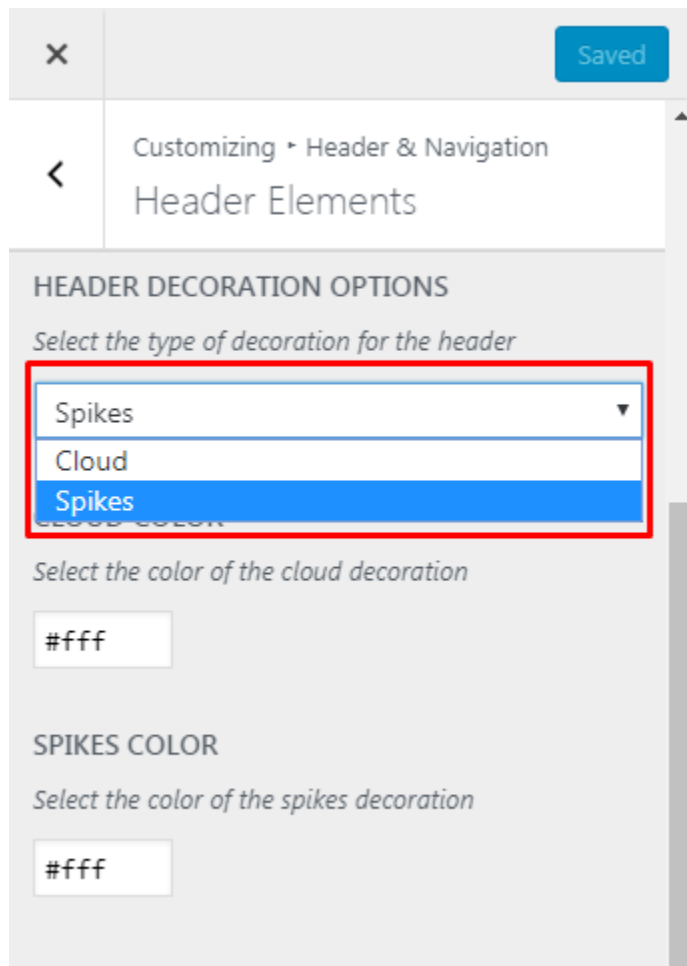 Saved
Customizing ‣ Header & Navigation
Header Elements
HEADER DECORATION OPTIONS
Select the type of decoration for the header
Spikes
Cloud
Spikes
CLOUD COLOR
Select the color of the cloud decoration
#fff
SPIKES COLOR
Select the color of the spikes decoration
#fff